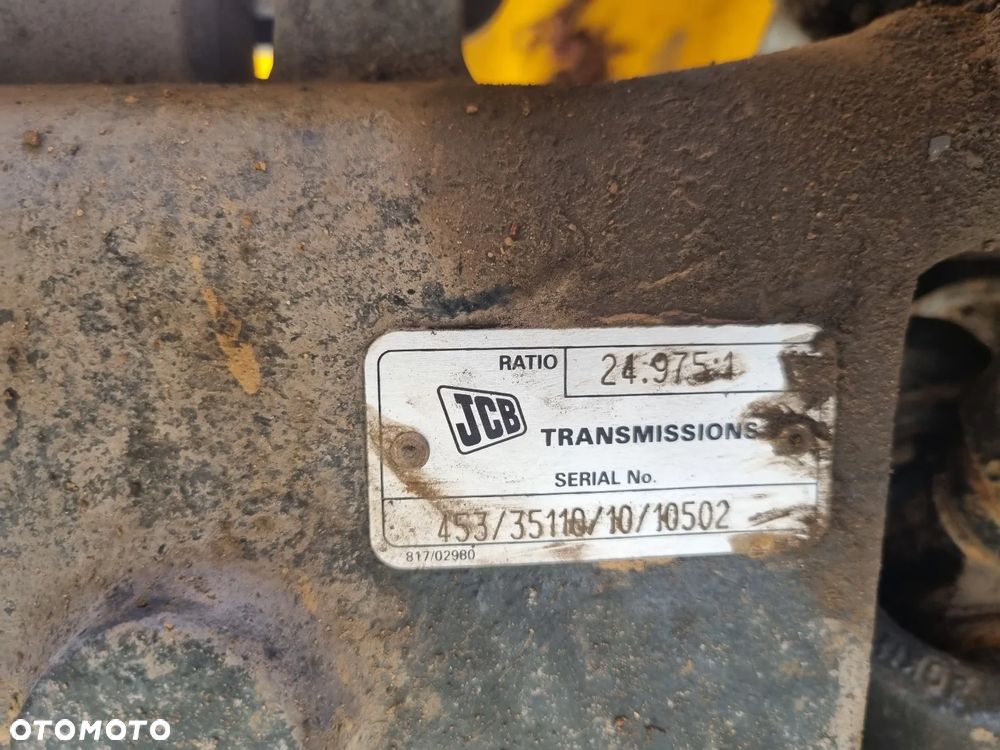 RATIO 24.975:1
JCB
TRANSMISSIONS
SERIAL No.
453/35110/10/10502
817/02980
OTOMOTO